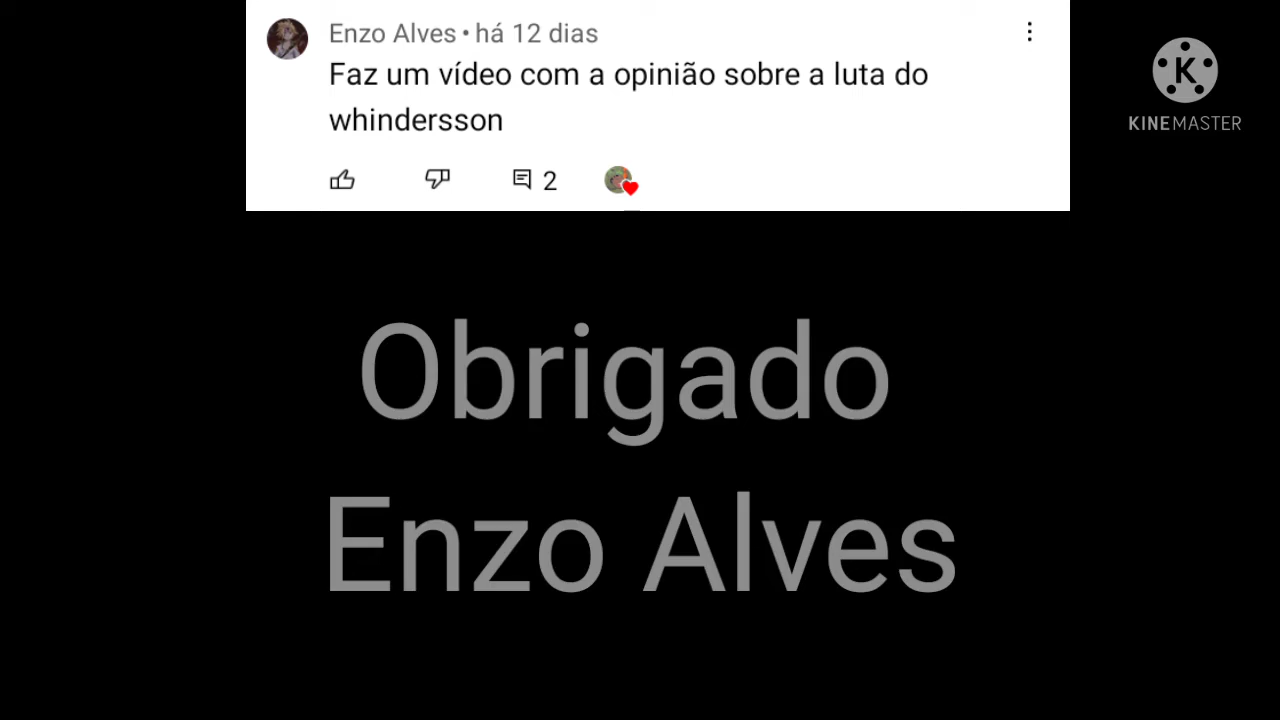 Enzo Alves • há 12 dias
Faz um vídeo com a opinião sobre a luta do
whindersson
2
K
KINEMASTER
Obrigado
Enzo Alves